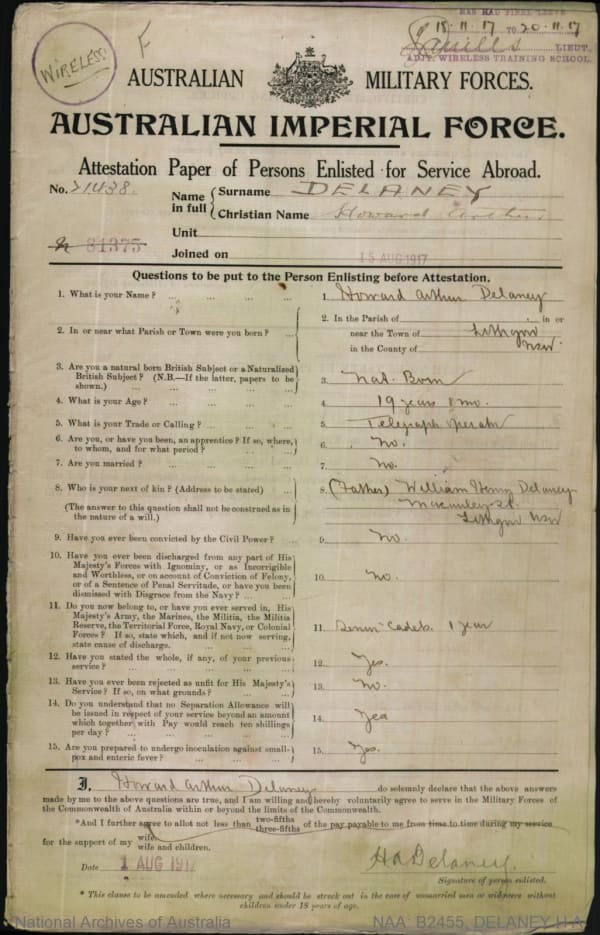 HAS HAD FINAL LEAVE
18-11-17 TO 20-11-17
LIEUT.
ADJT. WIRELESS TRAINING SCHOOL.
WIRELESS
F
AUSTRALIAN MILITARY FORCES.
AUSTRALIAN IMPERIAL FORCE.
Attestation Paper of Persons Enlisted for Service Abroad.
No. 21438.
Name in full { Surname DELANEY
Christian Name Howard Arthur
Unit
N 81375
Joined on 15 AUG 1917
Questions to be put to the Person Enlisting before Attestation.
1. What is your Name? ... ... ... ... 1. Howard Arthur Delaney
2. In or near what Parish or Town were you born? ... 2. In the Parish of , in or
near the Town of Lithgow
in the County of NSW.
3. Are you a natural born British Subject or a Naturalized
British Subject? (N.B.—If the latter, papers to be
shown.) ... ... ... ... 3. Nat. Born
4. What is your Age? ... ... ... ... 4. 19 years 8 mo.
5. What is your Trade or Calling? ... ... ... 5. Telegraph operator
6. Are you, or have you been, an apprentice? If so, where,
to whom, and for what period? ... ... 6. No.
7. Are you married? ... ... ... ... 7. No.
8. Who is your next of kin? (Address to be stated) ... 8. (Father) William Henry Delaney
(The answer to this question shall not be construed as in
the nature of a will.)
Lithgow NSW
9. Have you ever been convicted by the Civil Power? ... 9. No.
10. Have you ever been discharged from any part of His
Majesty's Forces with Ignominy, or as Incorrigible
and Worthless, or on account of Conviction of Felony,
or of a Sentence of Penal Servitude, or have you been
dismissed with Disgrace from the Navy? ... ... 10. No.
11. Do you now belong to, or have you ever served in, His
Majesty's Army, the Marines, the Militia, the Militia
Reserve, the Territorial Force, Royal Navy, or Colonial
Forces? If so, state which, and if not now serving,
state cause of discharge. ... ... ... 11. Senior Cadets. 1 year
12. Have you stated the whole, if any, of your previous
service? ... ... ... ... 12. Yes.
13. Have you ever been rejected as unfit for His Majesty's
Service? If so, on what grounds? ... ... 13. No.
14. Do you understand that no Separation Allowance will
be issued in respect of your service beyond an amount
which together with Pay would reach ten shillings
per day? ... ... ... ... 14. Yes
15. Are you prepared to undergo inoculation against small-
pox and enteric fever? ... ... ... 15. Yes.
I, Howard Arthur Delaney do solemnly declare that the above answers
made by me to the above questions are true, and I am willing and hereby voluntarily agree to serve in the Military Forces of
the Commonwealth of Australia within or beyond the limits of the Commonwealth.
*And I further agree to allot not less than two-fifths three-fifths of the pay payable to me from time to time during my service
for the support of my wife. wife and children.
Date 1 AUG 1917 H A Delaney.
Signature of person enlisted.
* This clause to be amended where necessary and should be struck out in the case of unmarried men or widowers without
children under 18 years of age.
National Archives of Australia NAA: B2455, DELANEY H A